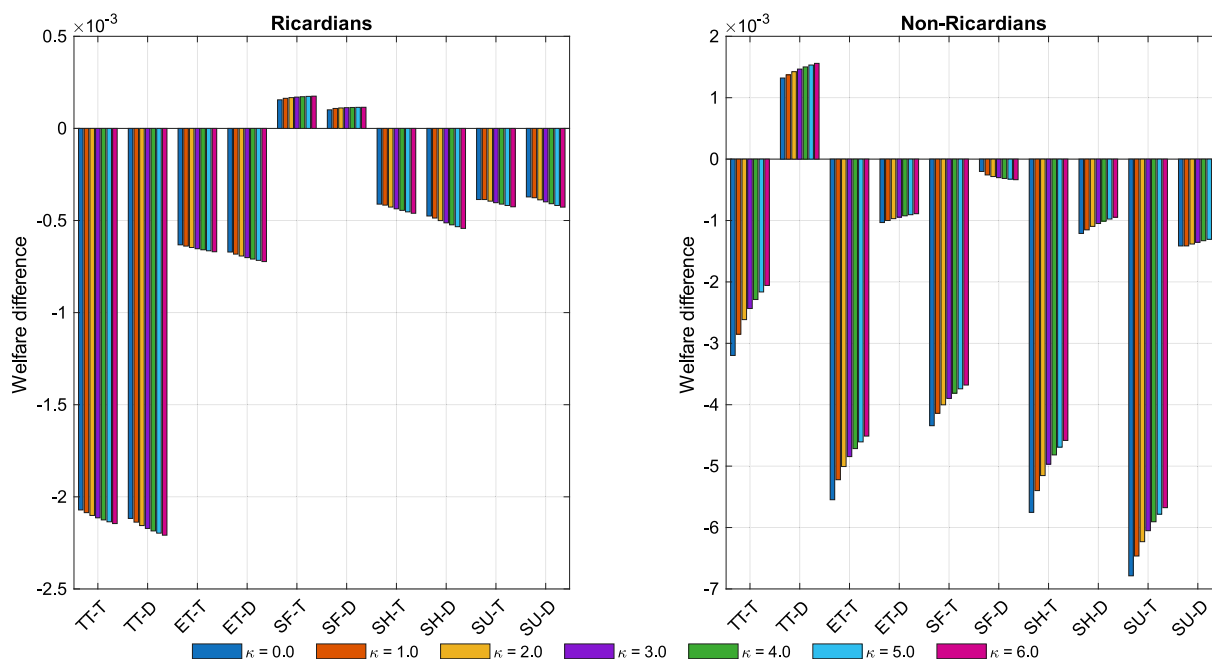 Ricardians
×10⁻³
0.5
0
-0.5
-1
-1.5
-2
-2.5
Welfare difference
TT-T
TT-D
ET-T
ET-D
SF-T
SF-D
SH-T
SH-D
SU-T
SU-D
Non-Ricardians
×10⁻³
2
1
0
-1
-2
-3
-4
-5
-6
-7
Welfare difference
TT-T
TT-D
ET-T
ET-D
SF-T
SF-D
SH-T
SH-D
SU-T
SU-D
κ = 0.0 κ = 1.0 κ = 2.0 κ = 3.0 κ = 4.0 κ = 5.0 κ = 6.0